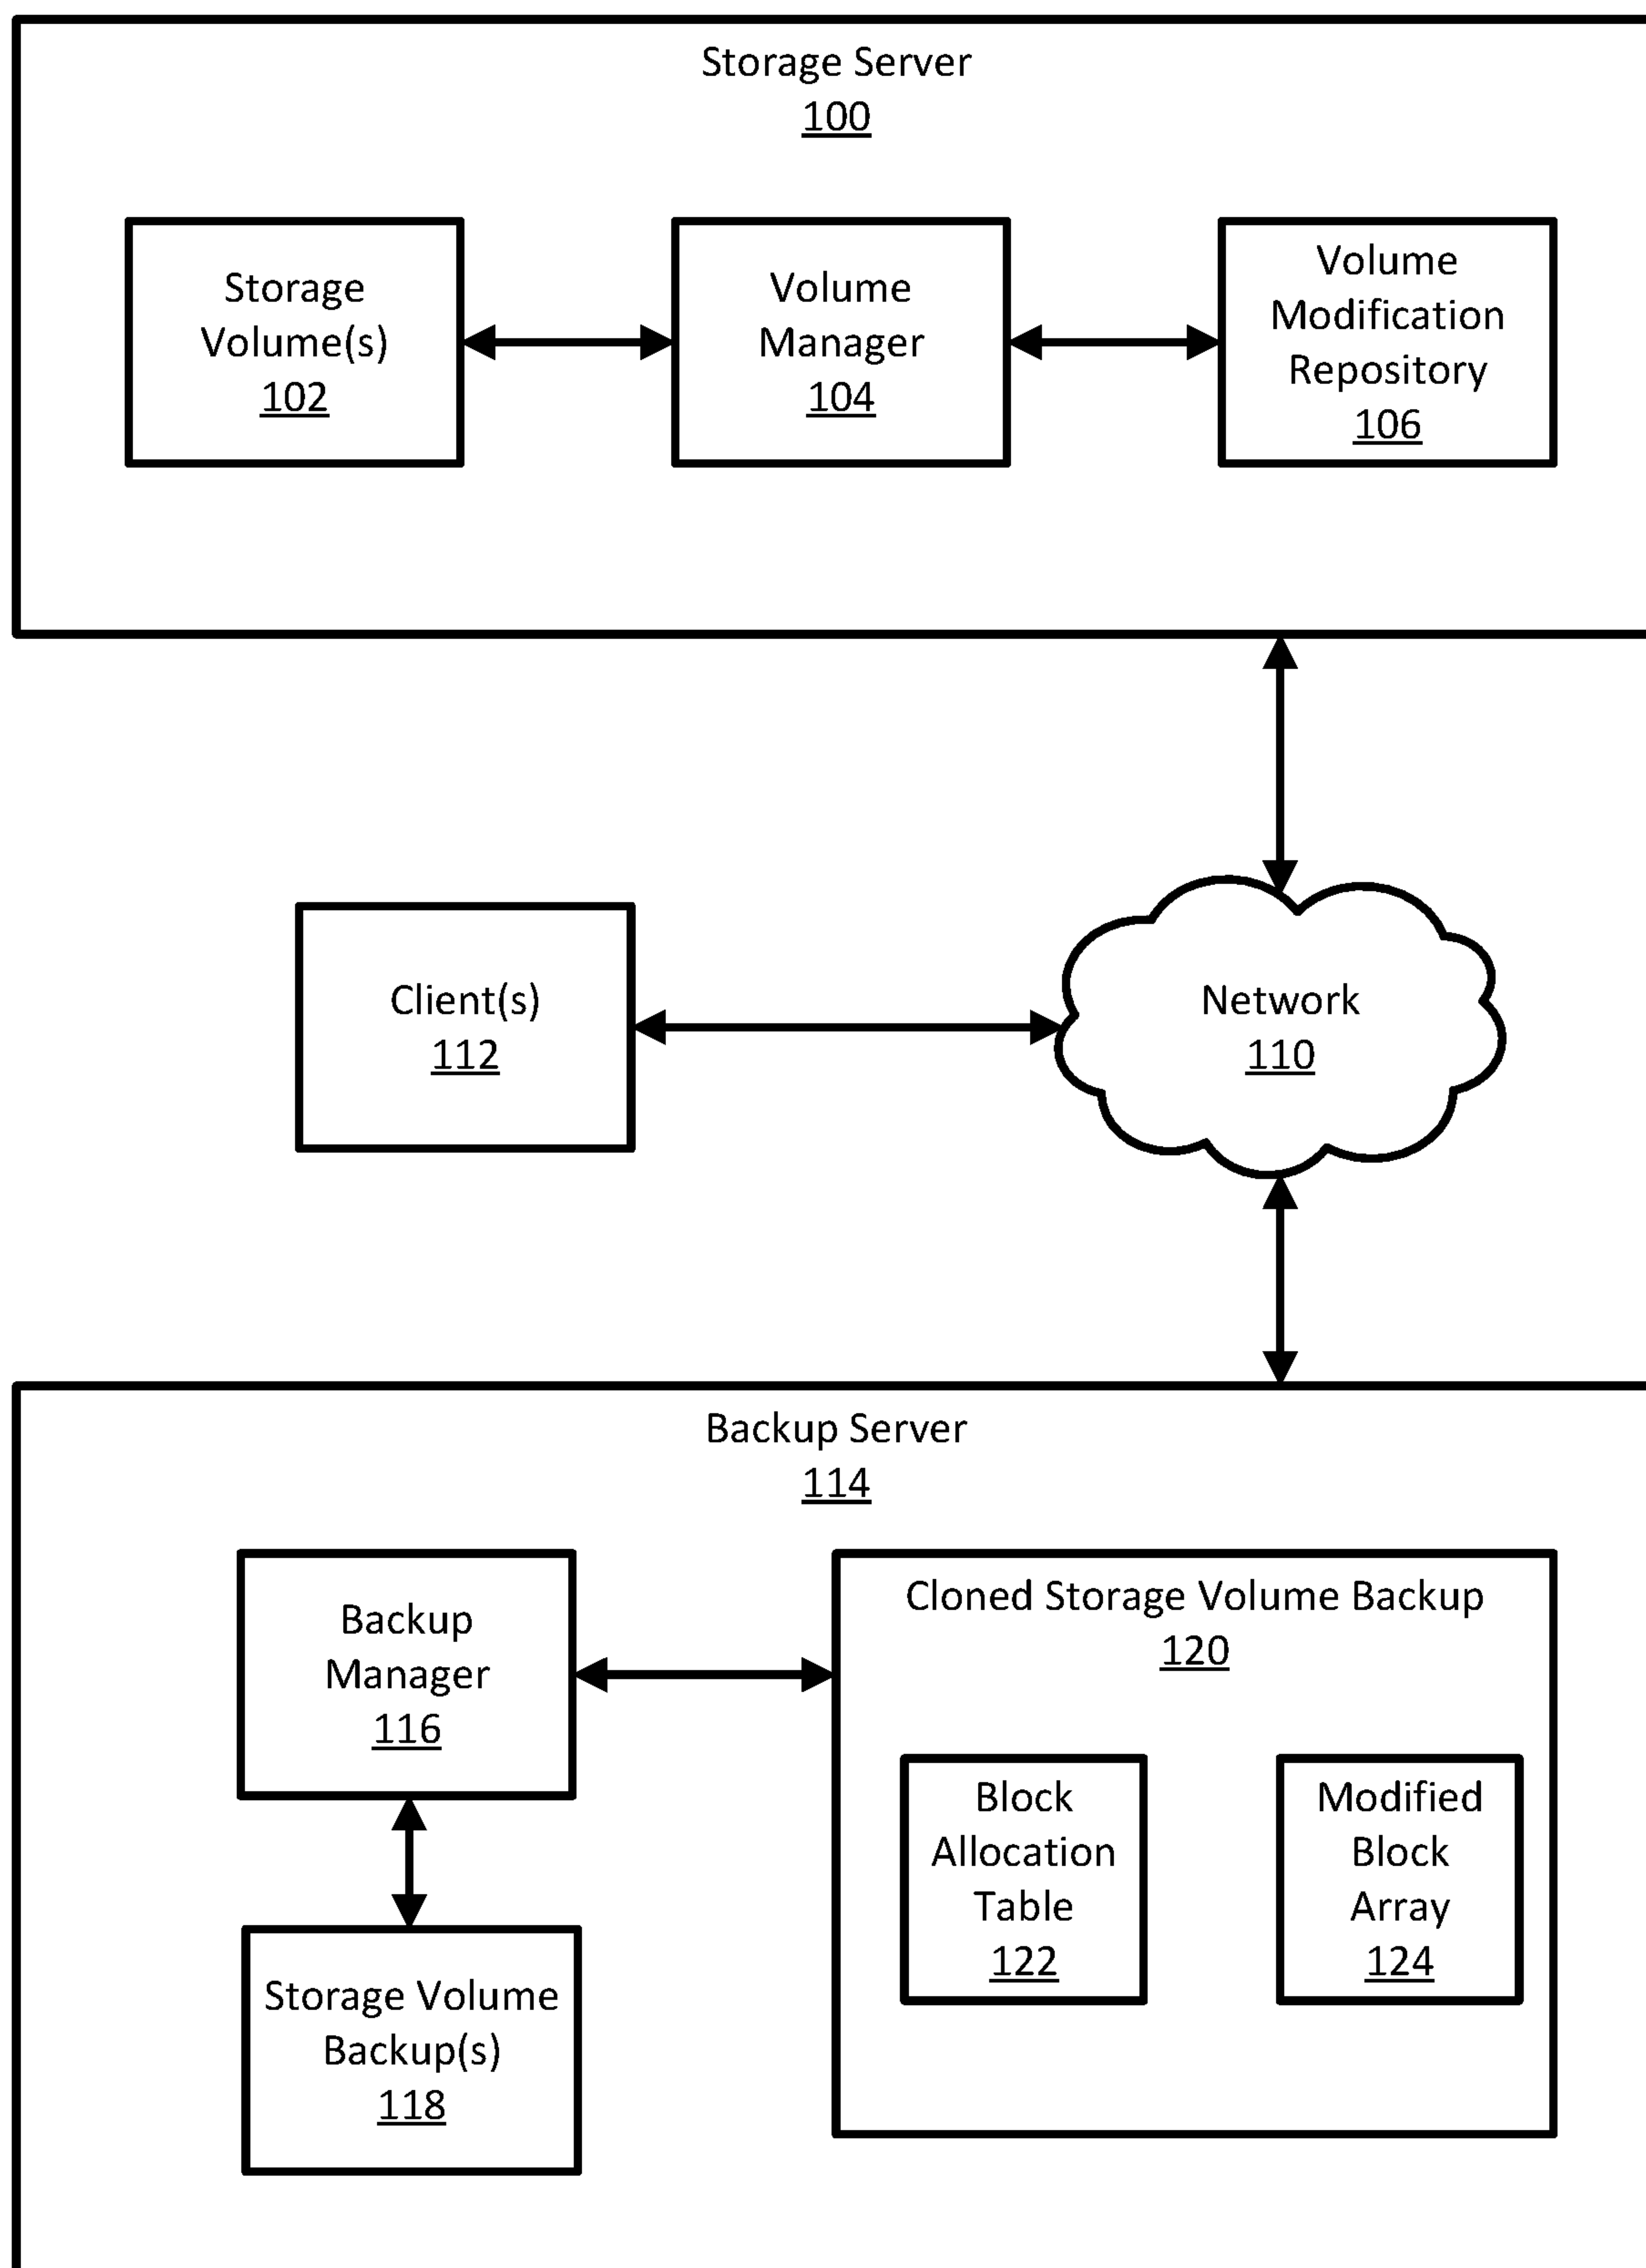 Storage Server
100
Storage
Volume(s)
102
Volume
Manager
104
Volume
Modification
Repository
106
Client(s)
112
Network
110
Backup Server
114
Backup
Manager
116
Cloned Storage Volume Backup
120
Block
Allocation
Table
122
Modified
Block
Array
124
Storage Volume
Backup(s)
118